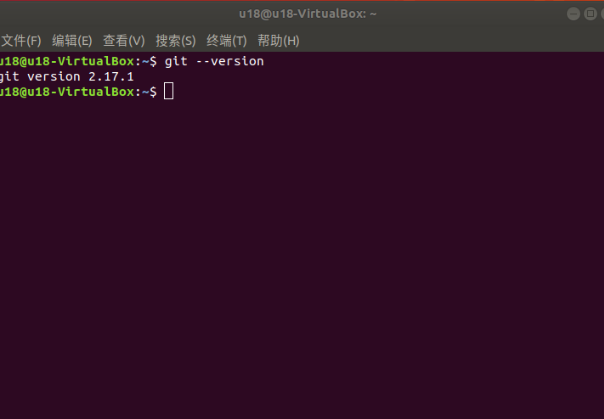 u18@u18-VirtualBox: ~
文件(F) 编辑(E) 查看(V) 搜索(S) 终端(T) 帮助(H)
u18@u18-VirtualBox:~$ git --version
git version 2.17.1
u18@u18-VirtualBox:~$